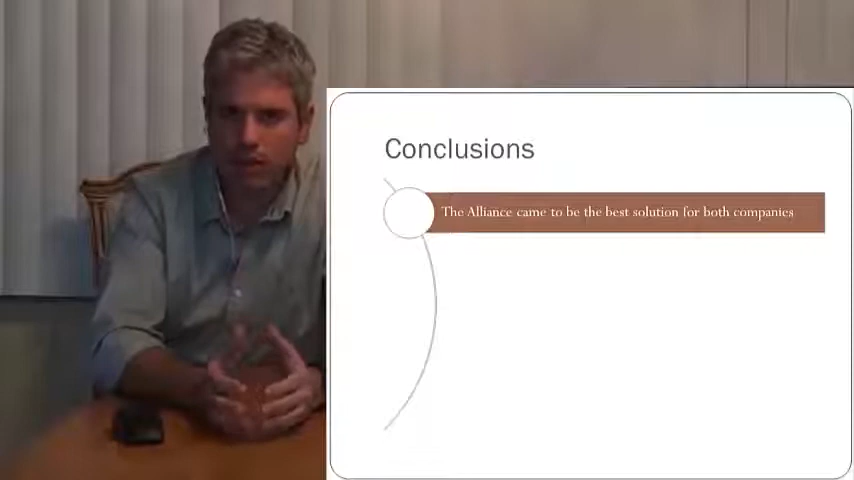 Conclusions
The Alliance came to be the best solution for both companies